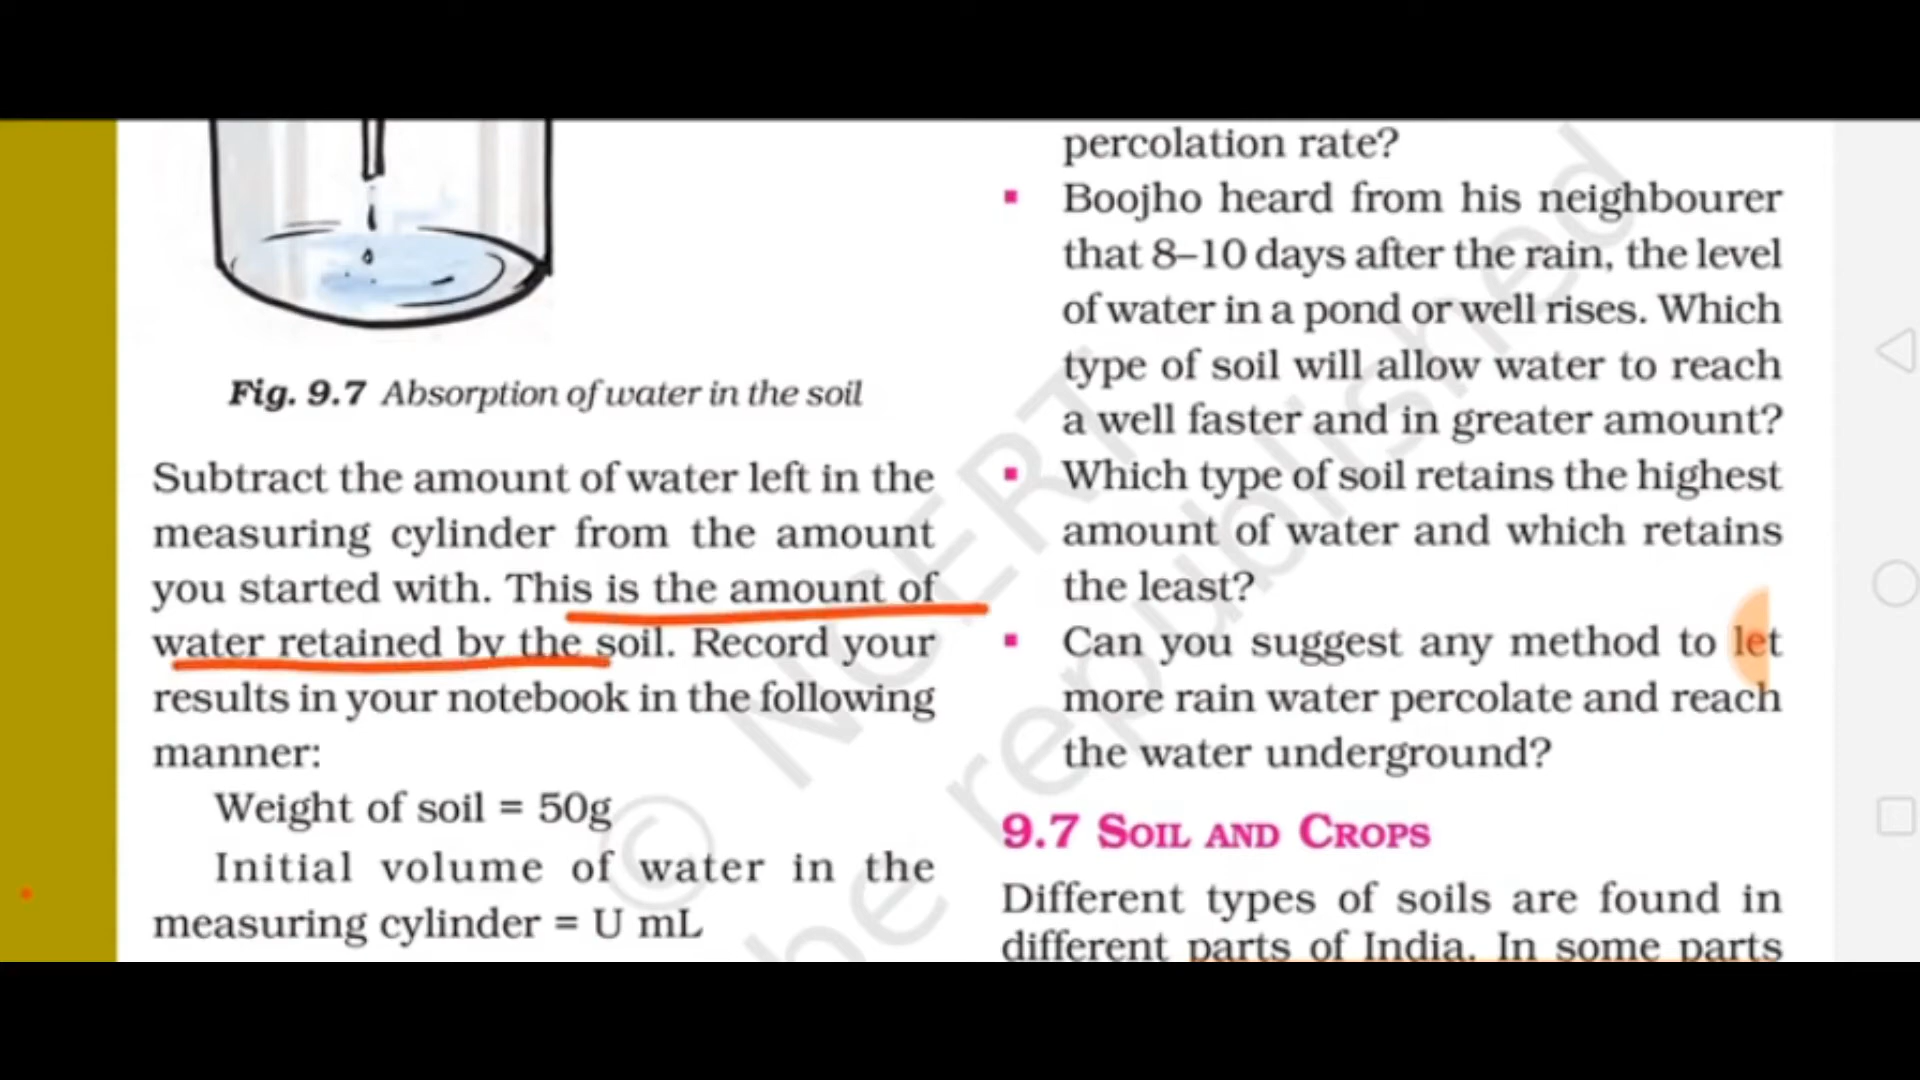 Fig. 9.7 Absorption of water in the soil
Subtract the amount of water left in the
measuring cylinder from the amount
you started with. This is the amount of
water retained by the soil. Record your
results in your notebook in the following
manner:
Weight of soil = 50g
Initial volume of water in the
measuring cylinder = U mL
percolation rate?
▪ Boojho heard from his neighbourer
that 8–10 days after the rain, the level
of water in a pond or well rises. Which
type of soil will allow water to reach
a well faster and in greater amount?
▪ Which type of soil retains the highest
amount of water and which retains
the least?
▪ Can you suggest any method to let
more rain water percolate and reach
the water underground?
9.7 SOIL AND CROPS
Different types of soils are found in
different parts of India. In some parts
© NCERT
be republished